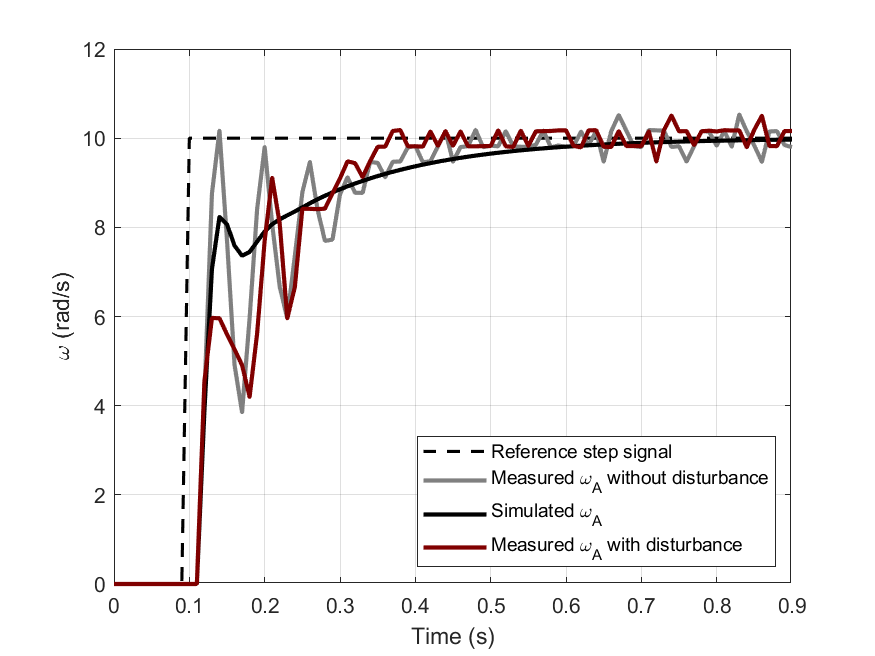 12
10
8
6
4
2
0
ω (rad/s)
Reference step signal
Measured ω_A without disturbance
Simulated ω_A
Measured ω_A with disturbance
0 0.1 0.2 0.3 0.4 0.5 0.6 0.7 0.8 0.9
Time (s)